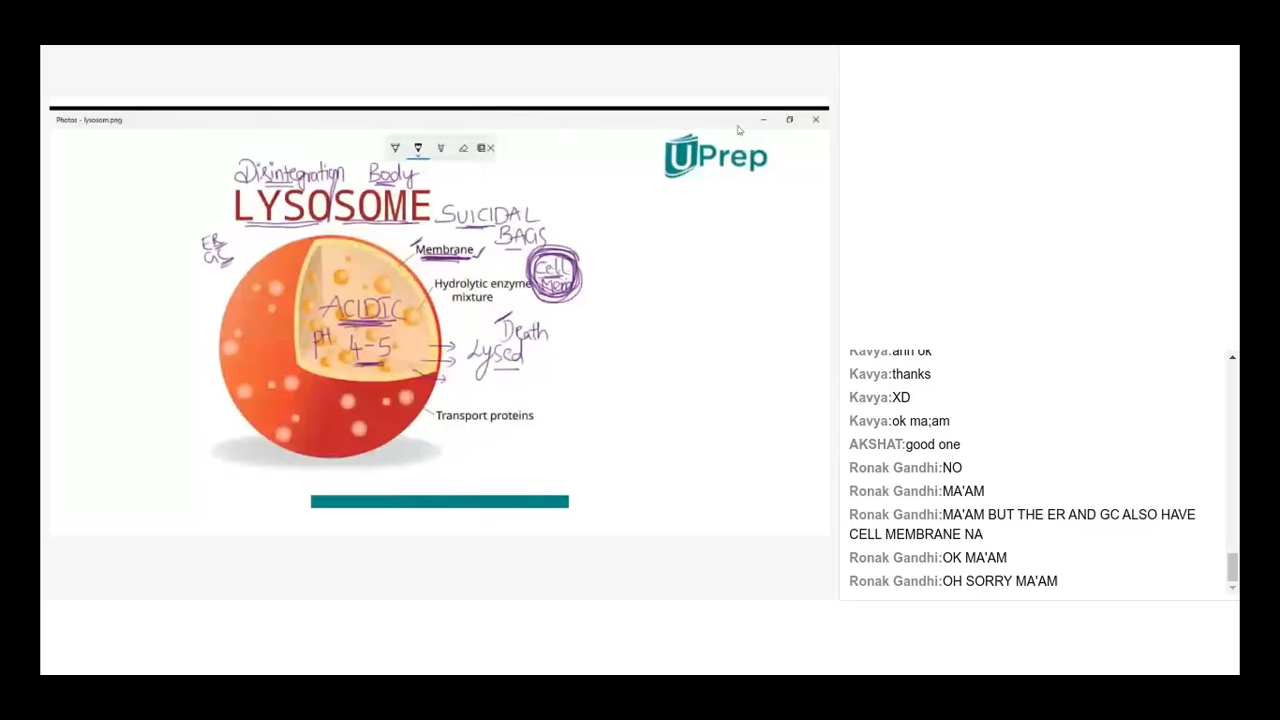 Photos - lysosom.png
UPrep
Disintegration Body
LYSOSOME
SUICIDAL
BAGS
ER
GC
Membrane
Cell
Mem
Hydrolytic enzyme
mixture
ACIDIC
pH 4-5
Death
Lysed
Transport proteins
Kavya:ahh ok
Kavya:thanks
Kavya:XD
Kavya:ok ma;am
AKSHAT:good one
Ronak Gandhi:NO
Ronak Gandhi:MA'AM
Ronak Gandhi:MA'AM BUT THE ER AND GC ALSO HAVE
CELL MEMBRANE NA
Ronak Gandhi:OK MA'AM
Ronak Gandhi:OH SORRY MA'AM